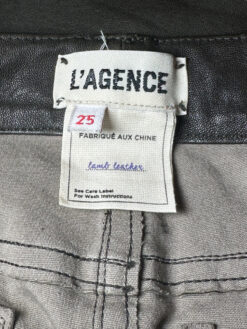 L'AGENCE
25
FABRIQUÉ AUX CHINE
lamb leather
See Care Label
For Wash Instructions